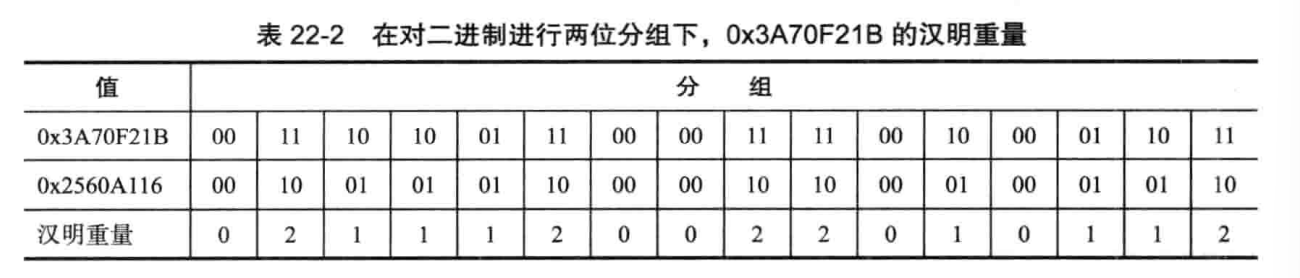 表 22-2 在对二进制进行两位分组下，0x3A70F21B 的汉明重量
值 分 组
0x3A70F21B 00 11 10 10 01 11 00 00 11 11 00 10 00 01 10 11
0x2560A116 00 10 01 01 01 10 00 00 10 10 00 01 00 01 01 10
汉明重量 0 2 1 1 1 2 0 0 2 2 0 1 0 1 1 2